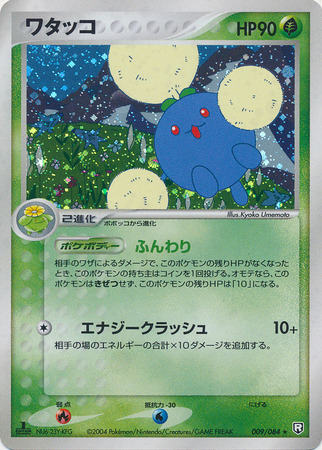 ワタッコ HP90
Illus. Kyoko Umemoto
2進化 ポポッコから進化
ポケボディー ふんわり
相手のワザによるダメージで、このポケモンの残りHPがなくなった
とき、このポケモンの持ち主はコインを1回投げる。オモテなら、この
ポケモンはきぜつせず、このポケモンの残りHPは「10」になる。
エナジークラッシュ 10+
相手の場のエネルギーの合計×10ダメージを追加する。
弱点 抵抗力 -30 にげる
1 EDITION NUG-23Y-KFG ©2004 Pokémon/Nintendo/Creatures/GAME FREAK 009/084 ★ R